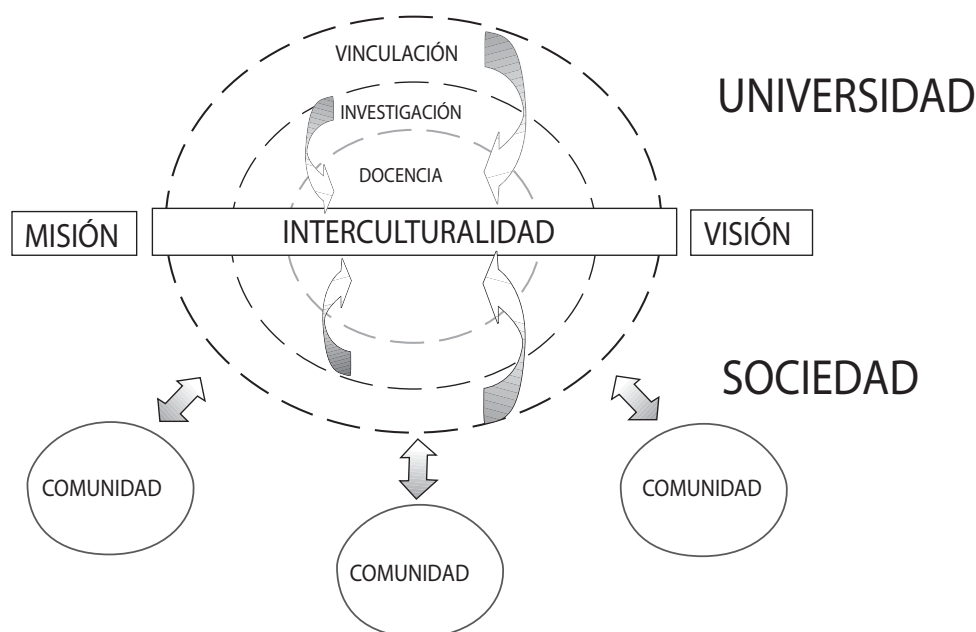 VINCULACIÓN
UNIVERSIDAD
INVESTIGACIÓN
DOCENCIA
MISIÓN
INTERCULTURALIDAD
VISIÓN
SOCIEDAD
COMUNIDAD
COMUNIDAD
COMUNIDAD